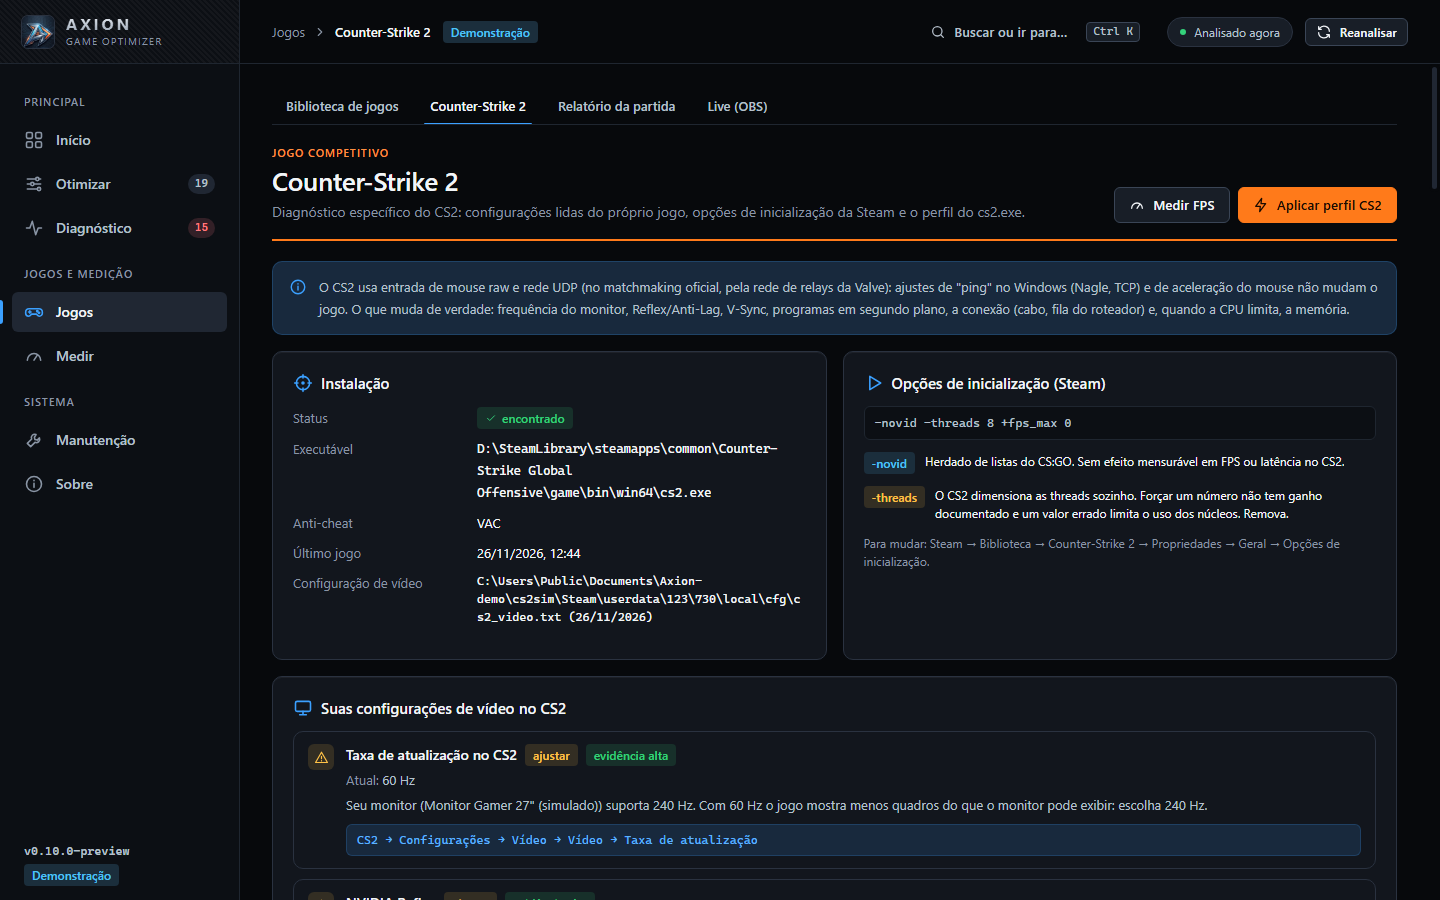 AXION
GAME OPTIMIZER
Jogos > Counter-Strike 2 Demonstração
Buscar ou ir para... Ctrl K
Analisado agora
Reanalisar
PRINCIPAL
Início
Otimizar 19
Diagnóstico 15
JOGOS E MEDIÇÃO
Jogos
Medir
SISTEMA
Manutenção
Sobre
v0.10.0-preview
Demonstração
Biblioteca de jogos Counter-Strike 2 Relatório da partida Live (OBS)
JOGO COMPETITIVO
Counter-Strike 2
Diagnóstico específico do CS2: configurações lidas do próprio jogo, opções de inicialização da Steam e o perfil do cs2.exe.
Medir FPS
Aplicar perfil CS2
O CS2 usa entrada de mouse raw e rede UDP (no matchmaking oficial, pela rede de relays da Valve): ajustes de "ping" no Windows (Nagle, TCP) e de aceleração do mouse não mudam o
jogo. O que muda de verdade: frequência do monitor, Reflex/Anti-Lag, V-Sync, programas em segundo plano, a conexão (cabo, fila do roteador) e, quando a CPU limita, a memória.
Instalação
Status encontrado
Executável D:\SteamLibrary\steamapps\common\Counter-
Strike Global
Offensive\game\bin\win64\cs2.exe
Anti-cheat VAC
Último jogo 26/11/2026, 12:44
Configuração de vídeo C:\Users\Public\Documents\Axion-
demo\cs2sim\Steam\userdata\123\730\local\cfg\c
s2_video.txt (26/11/2026)
Opções de inicialização (Steam)
-novid -threads 8 +fps_max 0
-novid Herdado de listas do CS:GO. Sem efeito mensurável em FPS ou latência no CS2.
-threads O CS2 dimensiona as threads sozinho. Forçar um número não tem ganho
documentado e um valor errado limita o uso dos núcleos. Remova.
Para mudar: Steam → Biblioteca → Counter-Strike 2 → Propriedades → Geral → Opções de
inicialização.
Suas configurações de vídeo no CS2
Taxa de atualização no CS2 ajustar evidência alta
Atual: 60 Hz
Seu monitor (Monitor Gamer 27" (simulado)) suporta 240 Hz. Com 60 Hz o jogo mostra menos quadros do que o monitor pode exibir: escolha 240 Hz.
CS2 → Configurações → Vídeo → Vídeo → Taxa de atualização